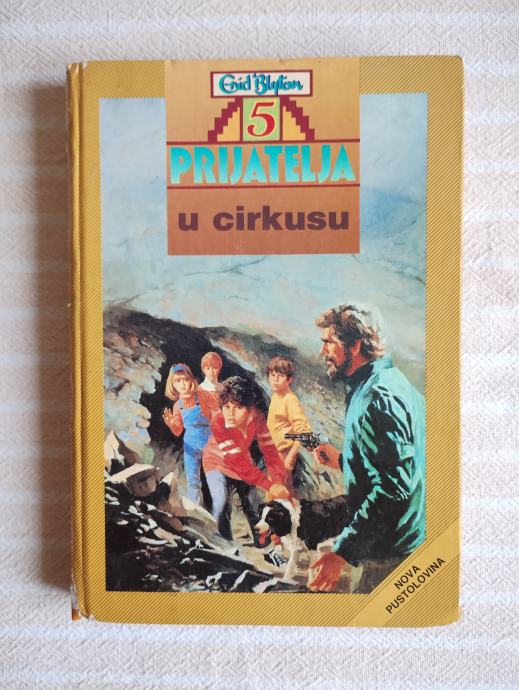 Enid Blyton
5
PRIJATELJA
u cirkusu
NOVA
PUSTOLOVINA